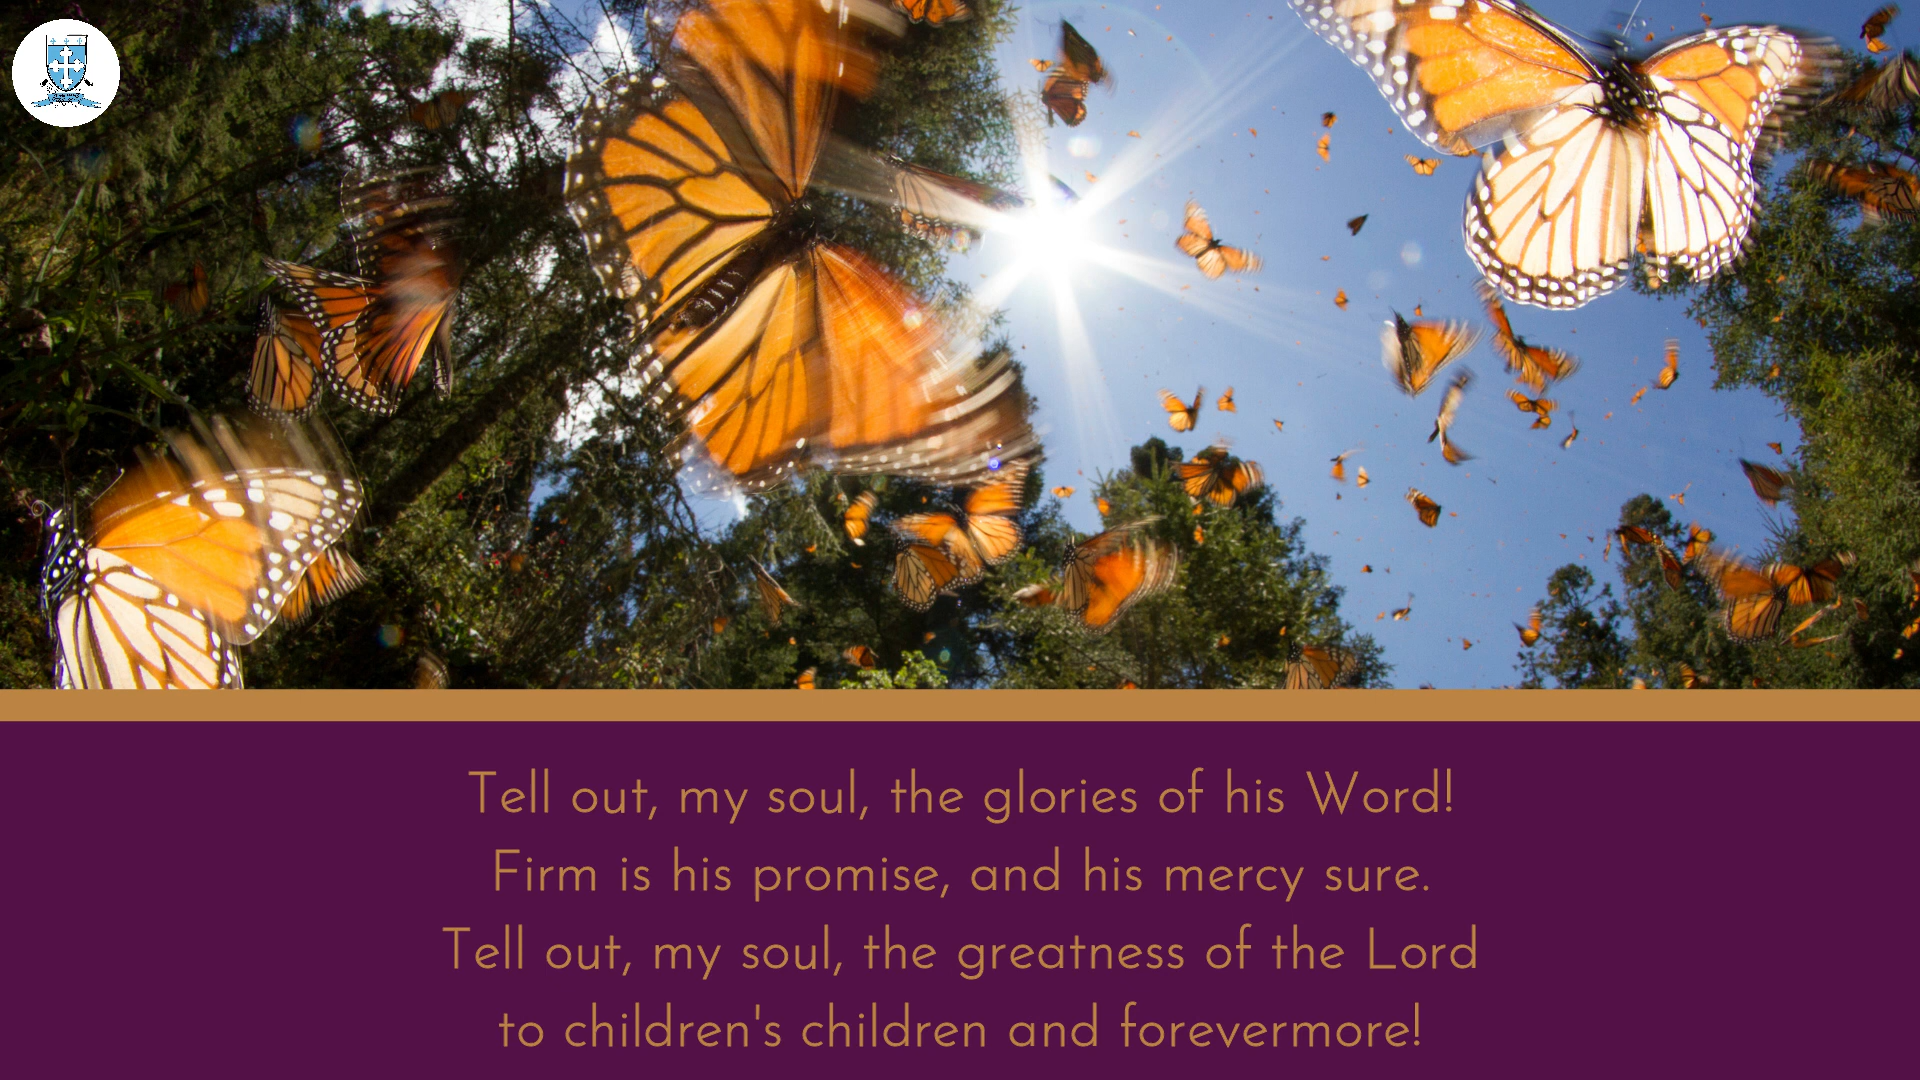 Tell out, my soul, the glories of his Word!
Firm is his promise, and his mercy sure.
Tell out, my soul, the greatness of the Lord
to children's children and forevermore!